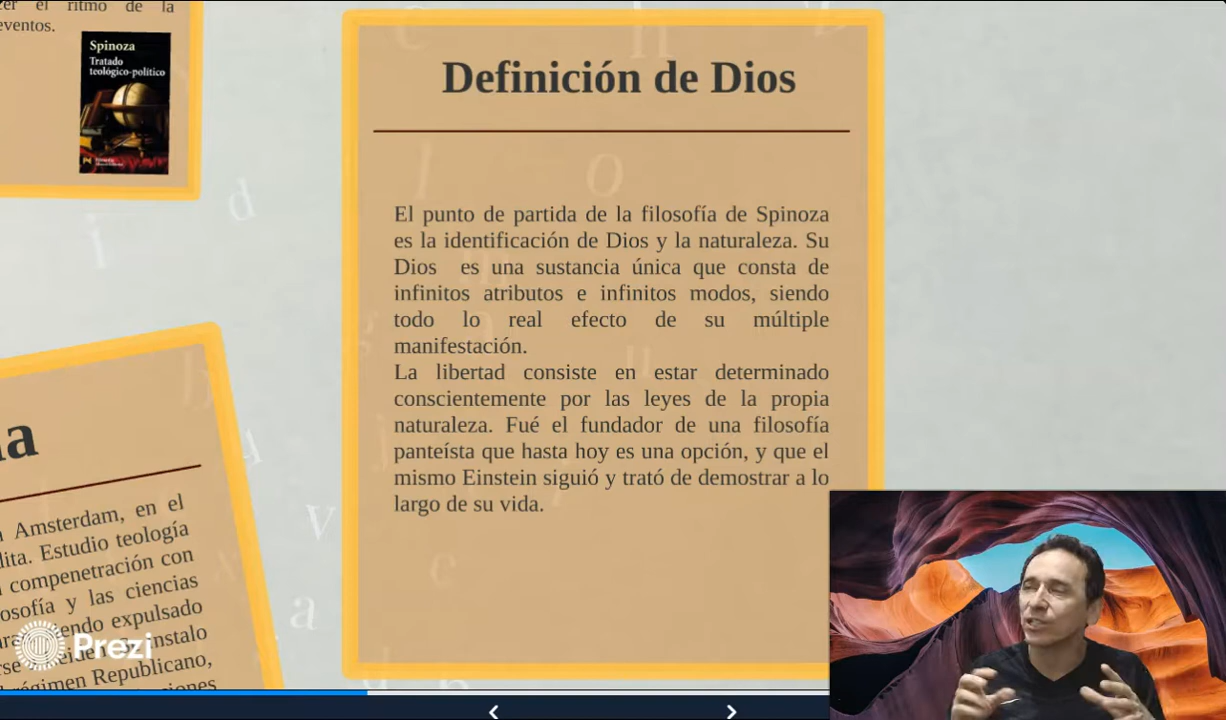 el ritmo de la
eventos.
Spinoza
Tratado
teológico-político
Definición de Dios
El punto de partida de la filosofía de Spinoza
es la identificación de Dios y la naturaleza. Su
Dios es una sustancia única que consta de
infinitos atributos e infinitos modos, siendo
todo lo real efecto de su múltiple
manifestación.
La libertad consiste en estar determinado
conscientemente por las leyes de la propia
naturaleza. Fué el fundador de una filosofía
panteísta que hasta hoy es una opción, y que el
mismo Einstein siguió y trató de demostrar a lo
largo de su vida.
Amsterdam, en el
Estudio teología
compenetración con
y las ciencias
expulsado
instalo
régimen Republicano,
Prezi